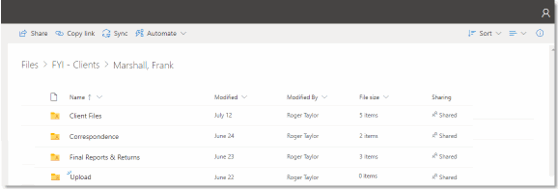 Share Copy link Sync Automate Sort
Files > FYI - Clients > Marshall, Frank
Name ↑ Modified Modified By File size Sharing
Client Files July 12 Roger Taylor 5 items Shared
Correspondence June 24 Roger Taylor 2 items Shared
Final Reports & Returns June 23 Roger Taylor 3 items Shared
Upload June 22 Roger Taylor 0 items Shared